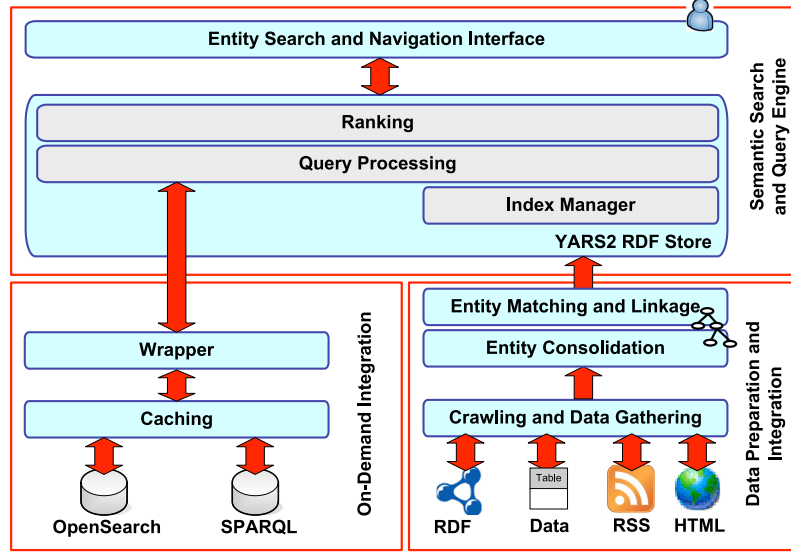 Entity Search and Navigation Interface
Ranking
Query Processing
Index Manager
YARS2 RDF Store
Semantic Search
and Query Engine
Wrapper
Caching
OpenSearch
SPARQL
On-Demand Integration
Entity Matching and Linkage
Entity Consolidation
Crawling and Data Gathering
Table
RDF
Data
RSS
HTML
Data Preparation and
Integration